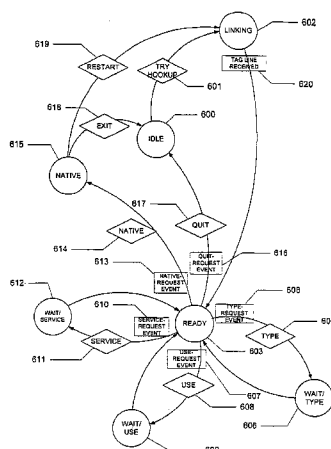 LINKING
602
619
RESTART
TRY
HOOKUP
601
TAG LINE
RECEIVED
620
618
EXIT
600
IDLE
615
NATIVE
617
QUIT
NATIVE
614
QUIT-
REQUEST
EVENT
616
613
NATIVE-
REQUEST
EVENT
612
610
TYPE-
REQUEST
EVENT
WAIT/
SERVICE
SERVICE-
REQUEST
EVENT
READY
603
TYPE
611
SERVICE
USE-
REQUEST
EVENT
607
USE
608
WAIT/
TYPE
606
WAIT/
USE